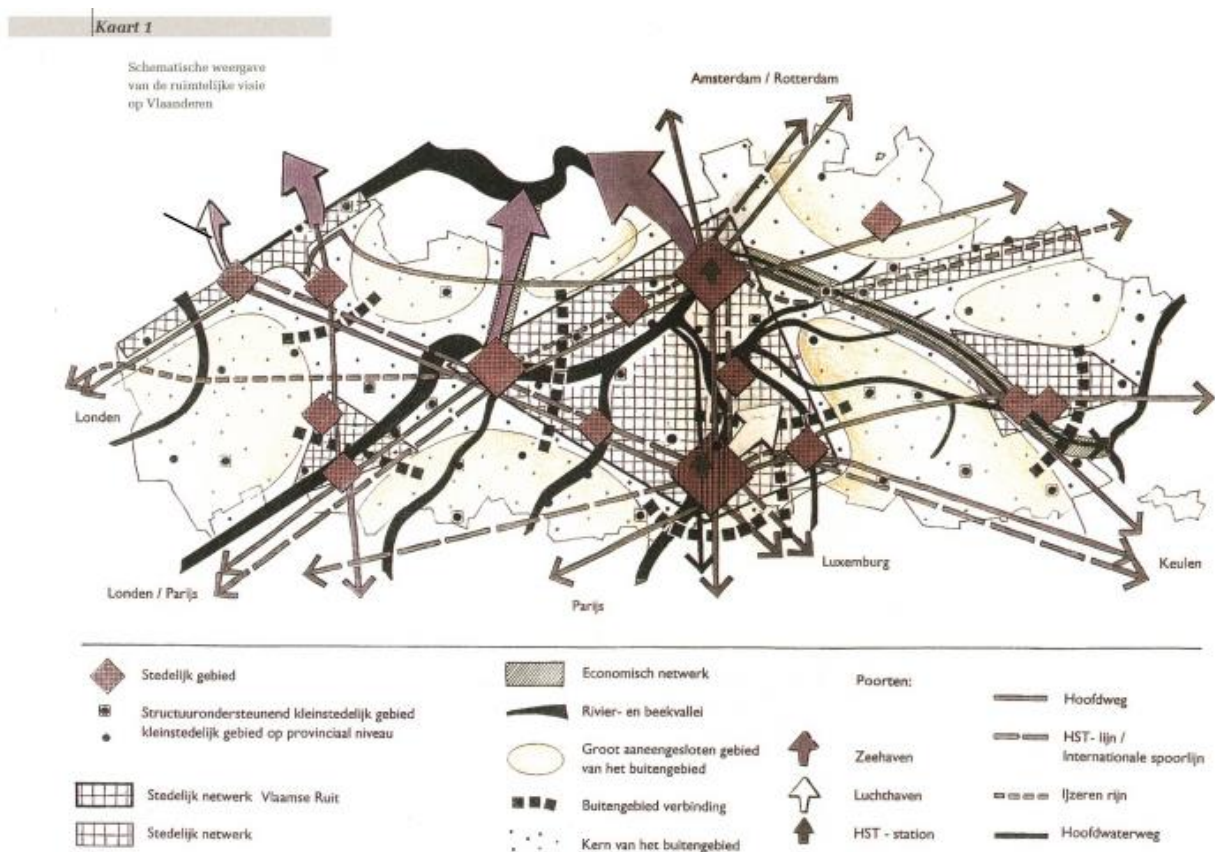 Kaart 1
Schematische weergave
van de ruimtelijke visie
op Vlaanderen
Amsterdam / Rotterdam
Londen
Londen / Parijs
Parijs
Luxemburg
Keulen
Stedelijk gebied
Structuurondersteunend kleinstedelijk gebied
kleinstedelijk gebied op provinciaal niveau
Stedelijk netwerk Vlaamse Ruit
Stedelijk netwerk
Economisch netwerk
Rivier- en beekvallei
Groot aaneengesloten gebied
van het buitengebied
Buitengebied verbinding
Kern van het buitengebied
Poorten:
Zeehaven
Luchthaven
HST - station
Hoofdweg
HST- lijn /
Internationale spoorlijn
IJzeren rijn
Hoofdwaterweg